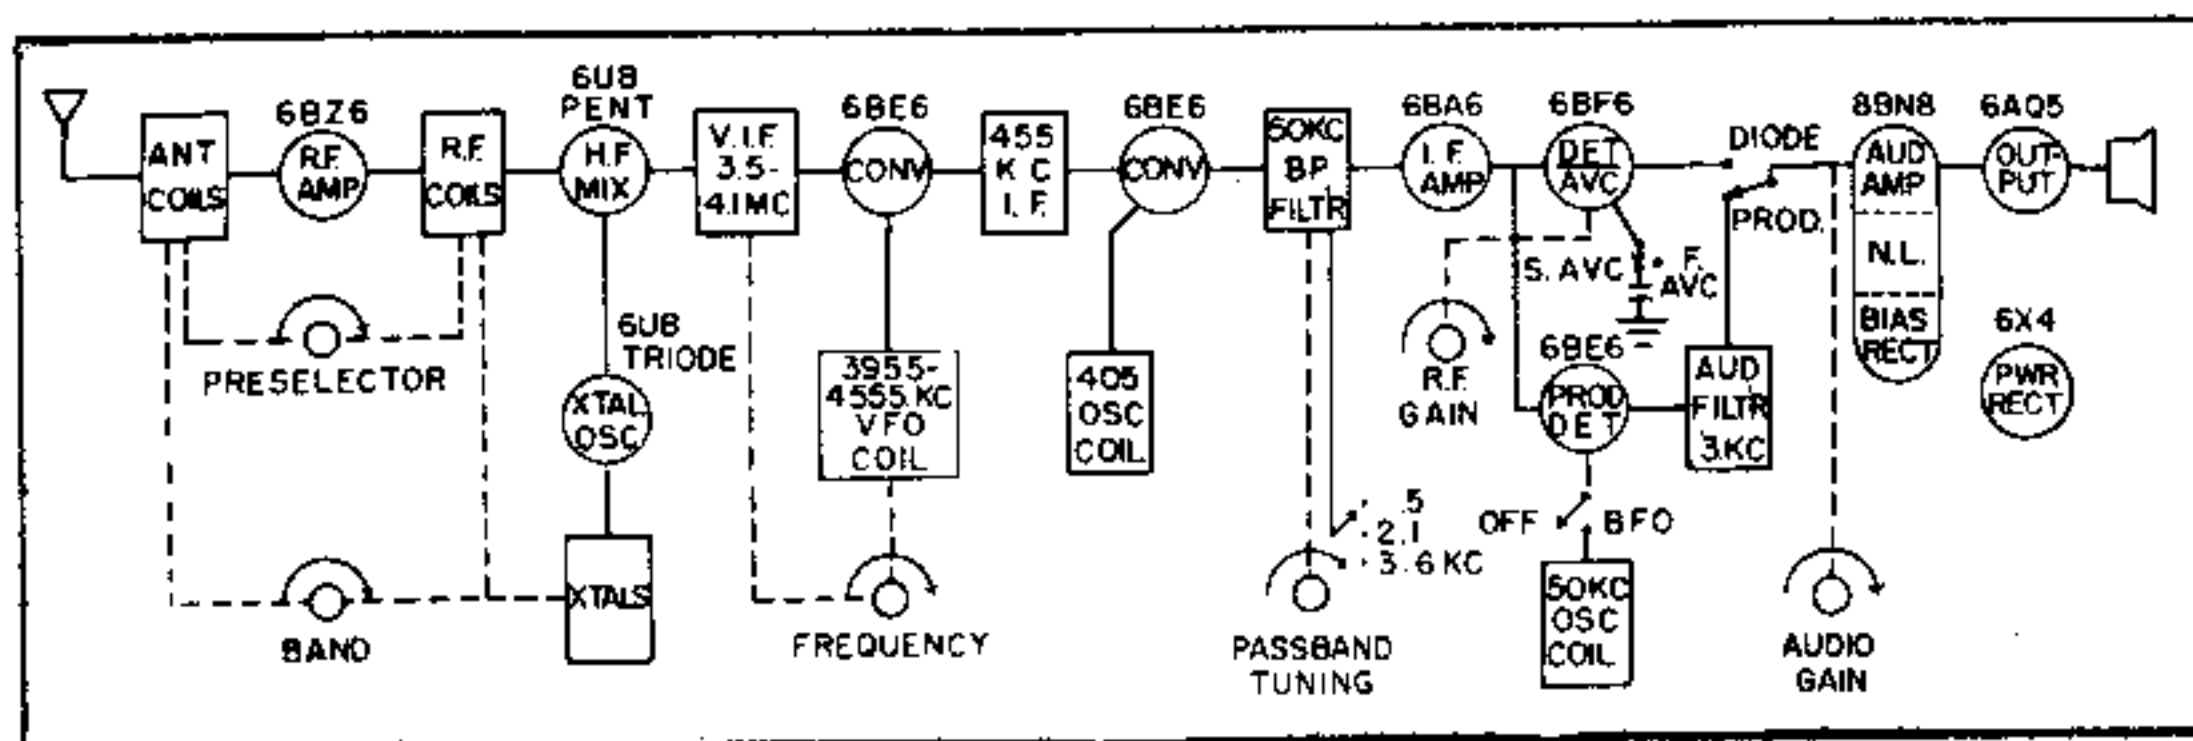 6BZ6
ANT
COILS
R.F.
AMP
R.F.
COILS
6U8
PENT
H.F
MIX
V.I.F.
3.5-
4.1MC
6BE6
CONV
455
K C
I. F.
6BE6
CONV
50KC
B.P.
FILTR
6BA6
I. F.
AMP
6BF6
DET
AVC
DIODE
PROD.
8BN8
AUD
AMP
N.L.
BIAS
RECT
6AQ5
OUT-
PUT
S. AVC
F.
AVC
PRESELECTOR
6U8
TRIODE
XTAL
OSC
3955-
4555 KC
VFO
COIL
405
OSC
COIL
R.F.
GAIN
6BE6
PROD
DET
AUD
FILTR
3KC
6X4
PWR
RECT
.5
2.1
3.6 KC
OFF
BFO
XTALS
50KC
OSC
COIL
BAND
FREQUENCY
PASSBAND
TUNING
AUDIO
GAIN